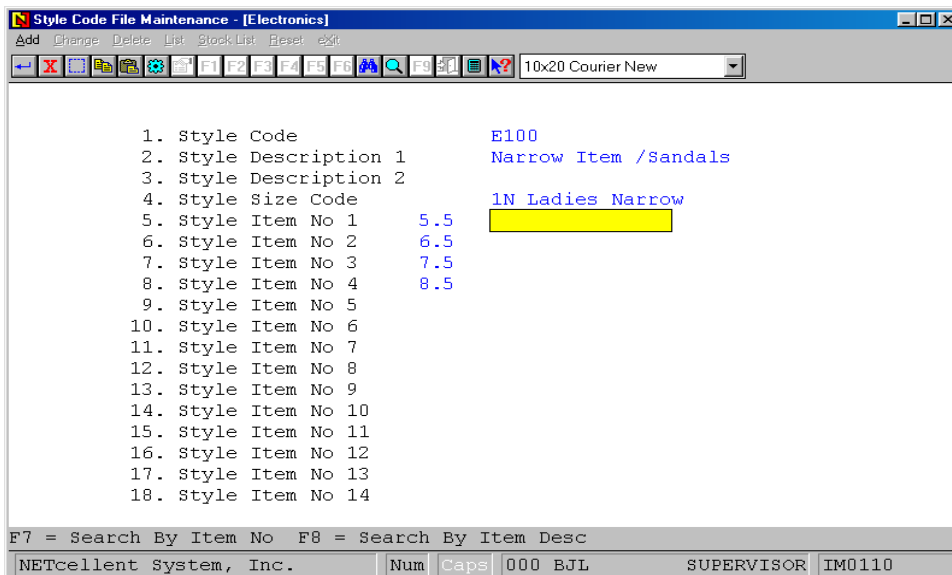 Style Code File Maintenance - [Electronics]
Add Change Delete List Stock List Reset eXit
F1 F2 F3 F4 F5 F6 F9 10x20 Courier New
1. Style Code E100
2. Style Description 1 Narrow Item /Sandals
3. Style Description 2
4. Style Size Code 1N Ladies Narrow
5. Style Item No 1 5.5
6. Style Item No 2 6.5
7. Style Item No 3 7.5
8. Style Item No 4 8.5
9. Style Item No 5
10. Style Item No 6
11. Style Item No 7
12. Style Item No 8
13. Style Item No 9
14. Style Item No 10
15. Style Item No 11
16. Style Item No 12
17. Style Item No 13
18. Style Item No 14
F7 = Search By Item No F8 = Search By Item Desc
NETcellent System, Inc. Num Caps 000 BJL SUPERVISOR IM0110